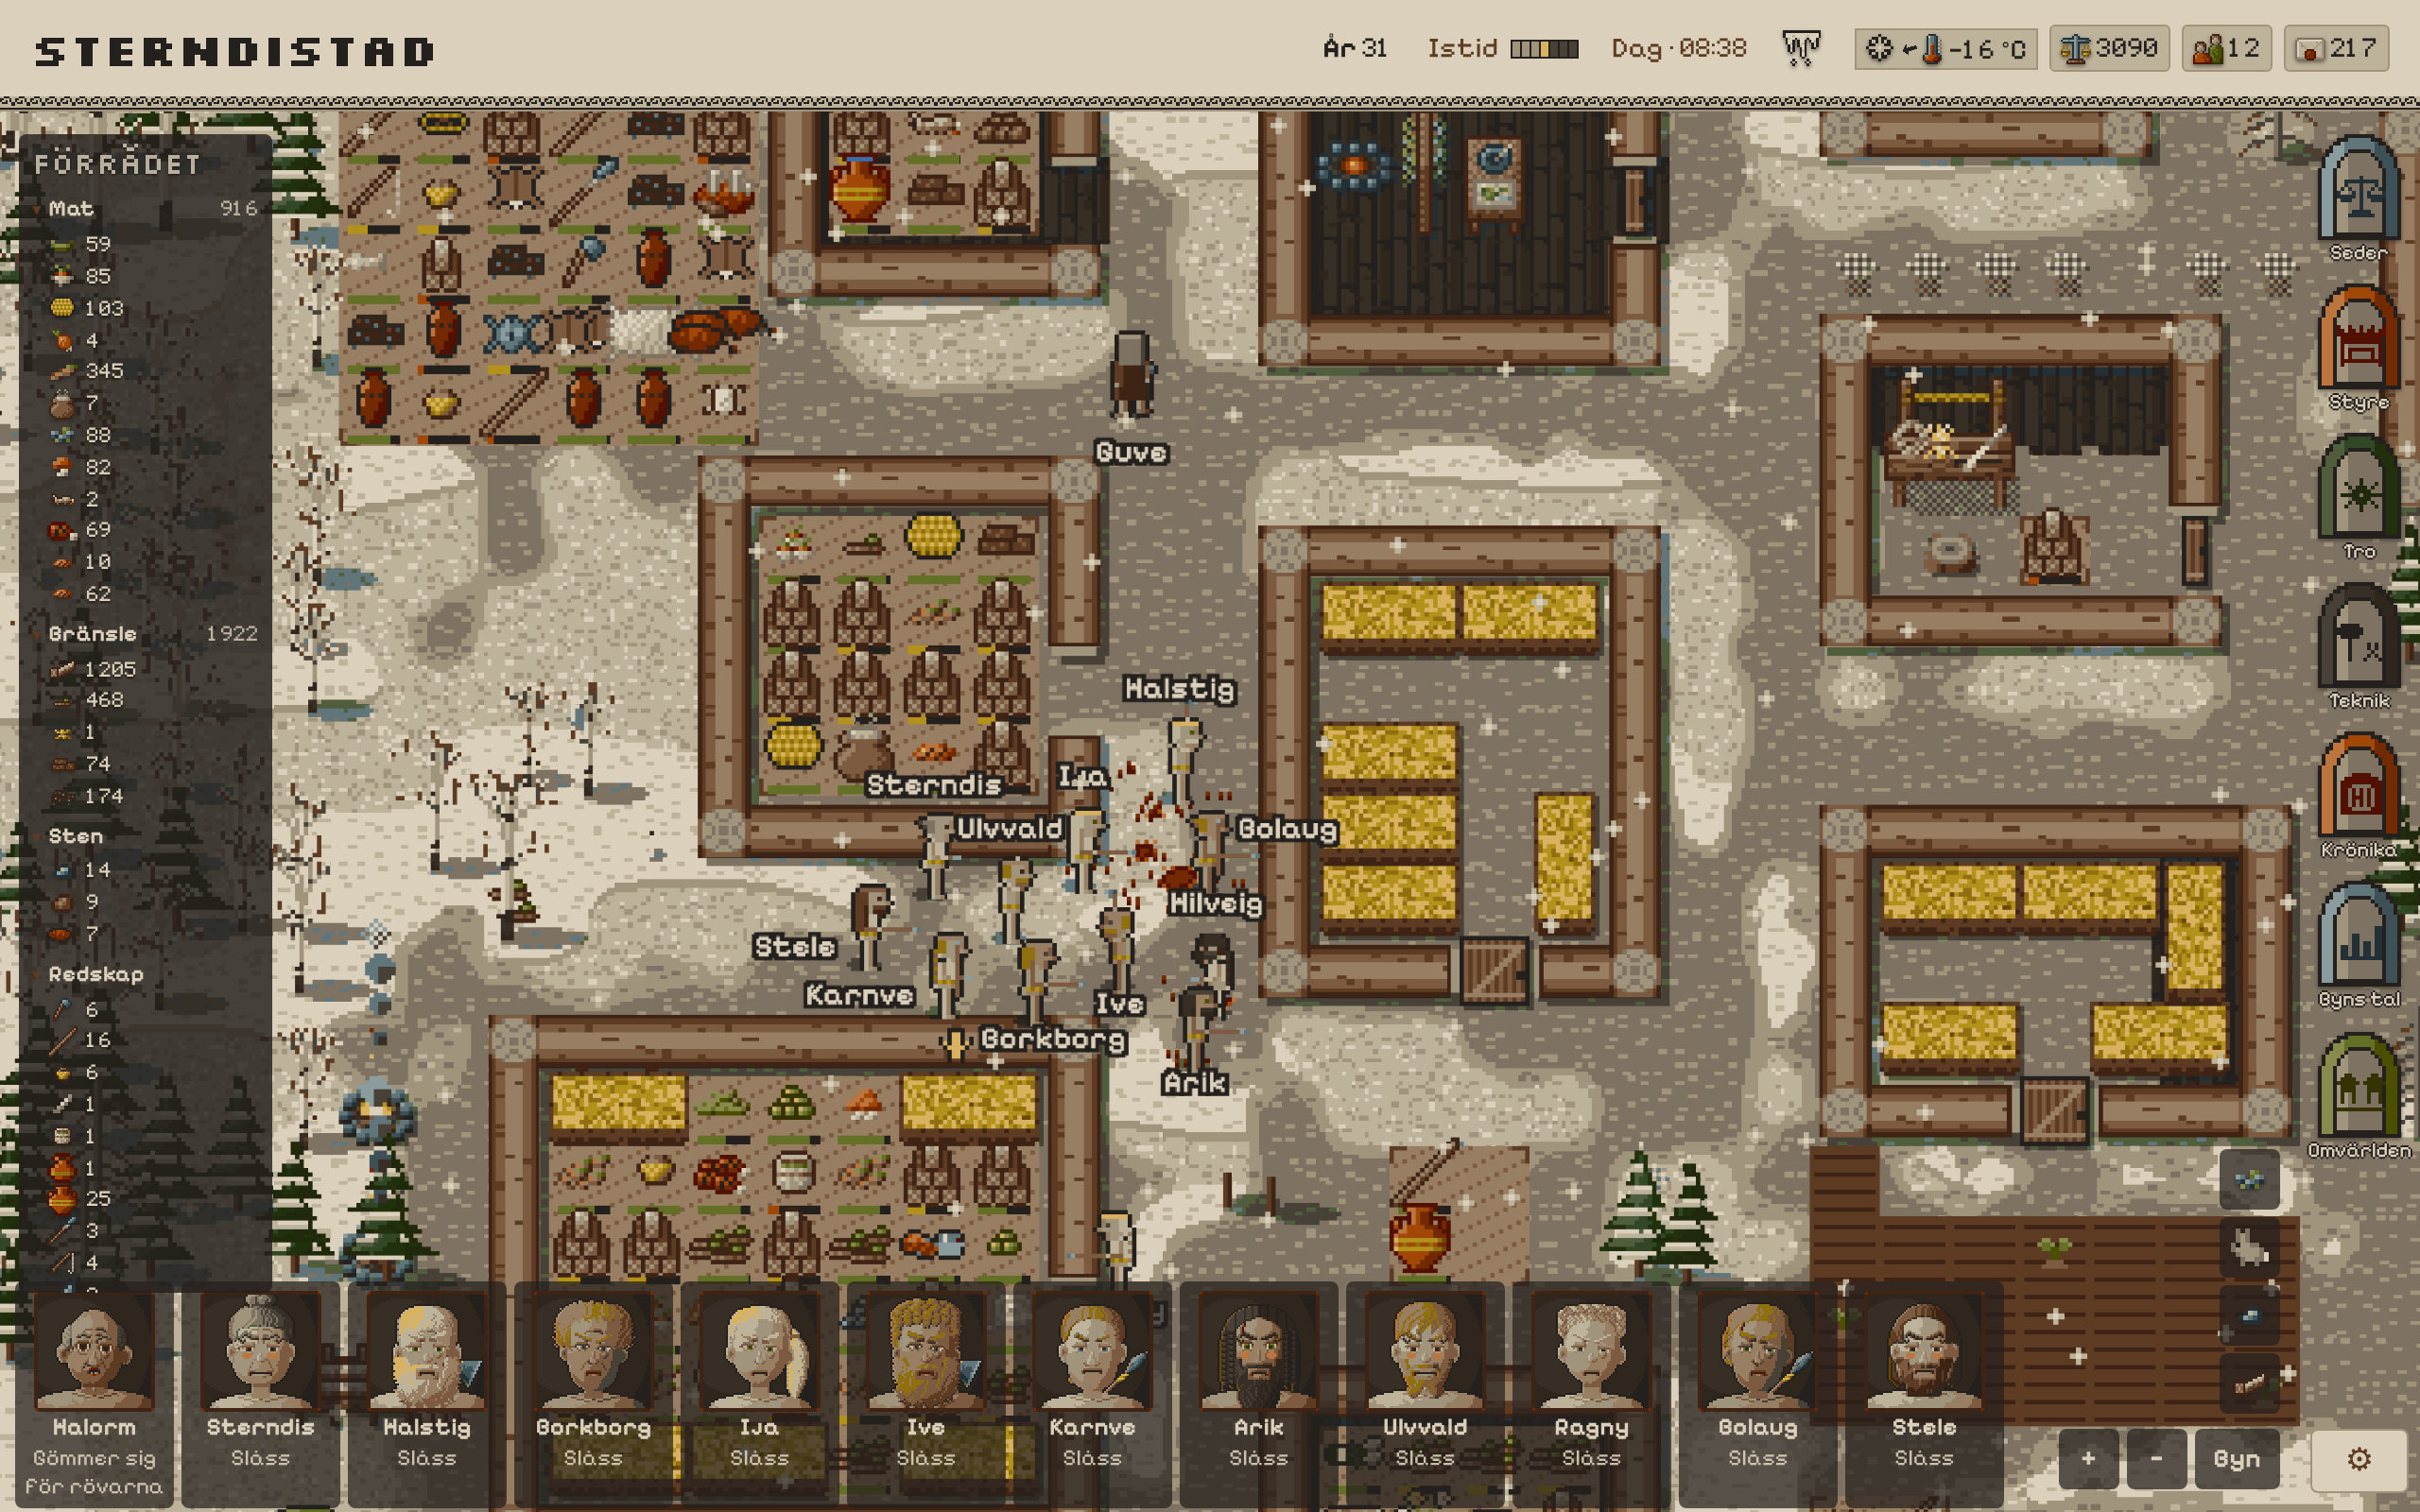 STERNDISTAD
År 31
Istid
Dag · 08:38
-16 °C
3090
12
217
FÖRRÅDET
Mat 916
59
85
103
4
345
7
88
82
2
69
10
62
Bränsle 1922
1205
468
1
74
174
Sten
14
9
7
Redskap
6
16
6
1
1
1
25
3
4
Guve
Halstig
Sterndis
Ija
Ulvvald
Bolaug
Hilveig
Stele
Karnve
Ive
Borkborg
Arik
Seder
Styre
Tro
Teknik
Krönika
Byns tal
Omvärlden
Halorm
Gömmer sig
för rövarna
Sterndis
Slåss
Halstig
Slåss
Borkborg
Slåss
Ija
Slåss
Ive
Slåss
Karnve
Slåss
Arik
Slåss
Ulvvald
Slåss
Ragny
Slåss
Bolaug
Slåss
Stele
Slåss
+
-
Byn